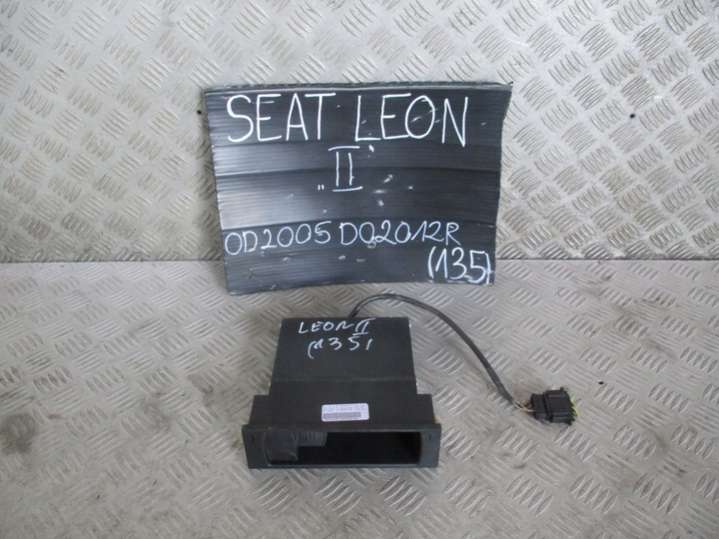 SEAT LEON
„II"
OD2005 DO2012R
(135)
LEON II
(135)